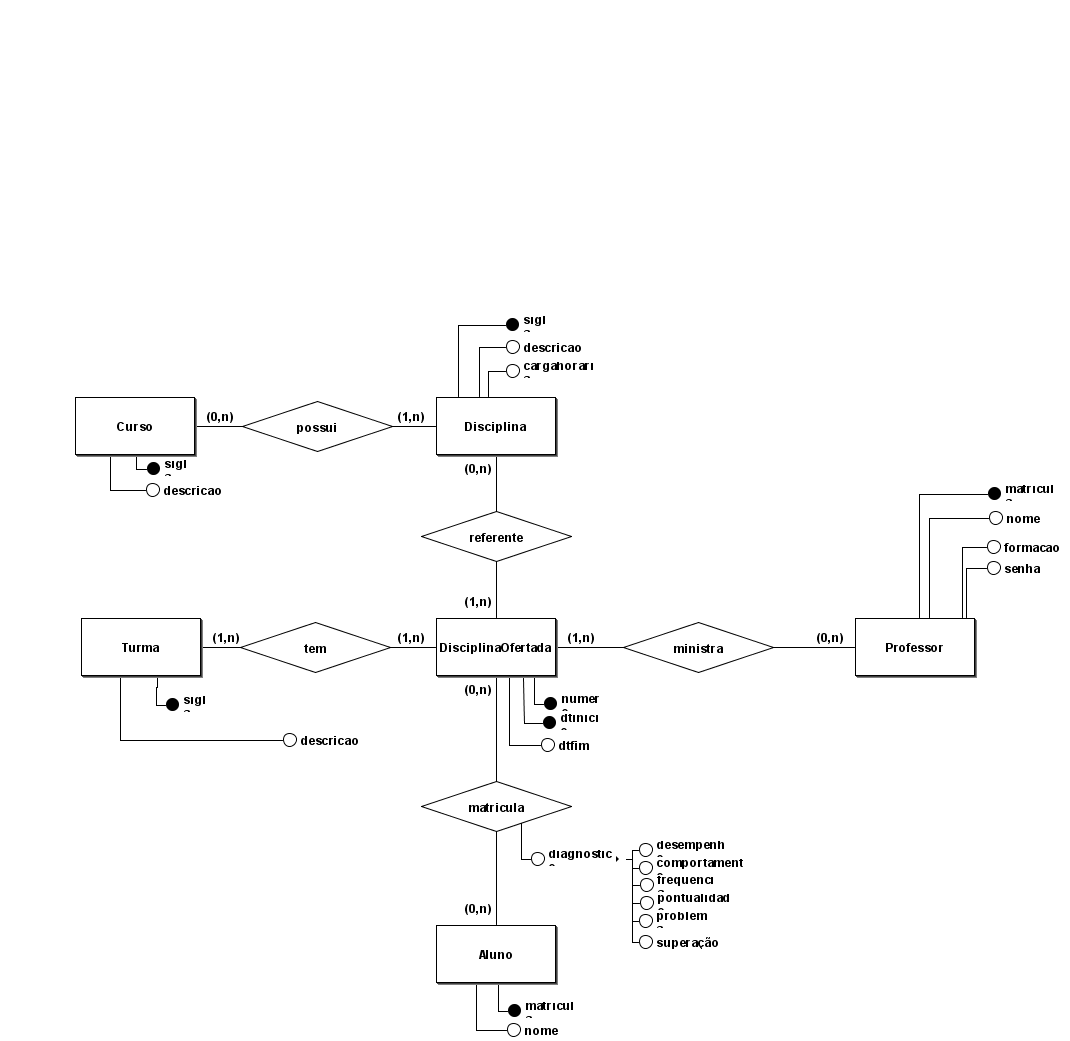 sigl
descricao
cargahorari
Curso
(0,n)
possui
(1,n)
Disciplina
sigl
descricao
(0,n)
referente
(1,n)
matricul
nome
formacao
senha
Turma
(1,n)
tem
(1,n)
DisciplinaOfertada
(1,n)
ministra
(0,n)
Professor
sigl
descricao
(0,n)
numer
dtinici
dtfim
matricula
diagnostic
desempenh
comportament
frequenci
pontualidad
problem
superação
(0,n)
Aluno
matricul
nome